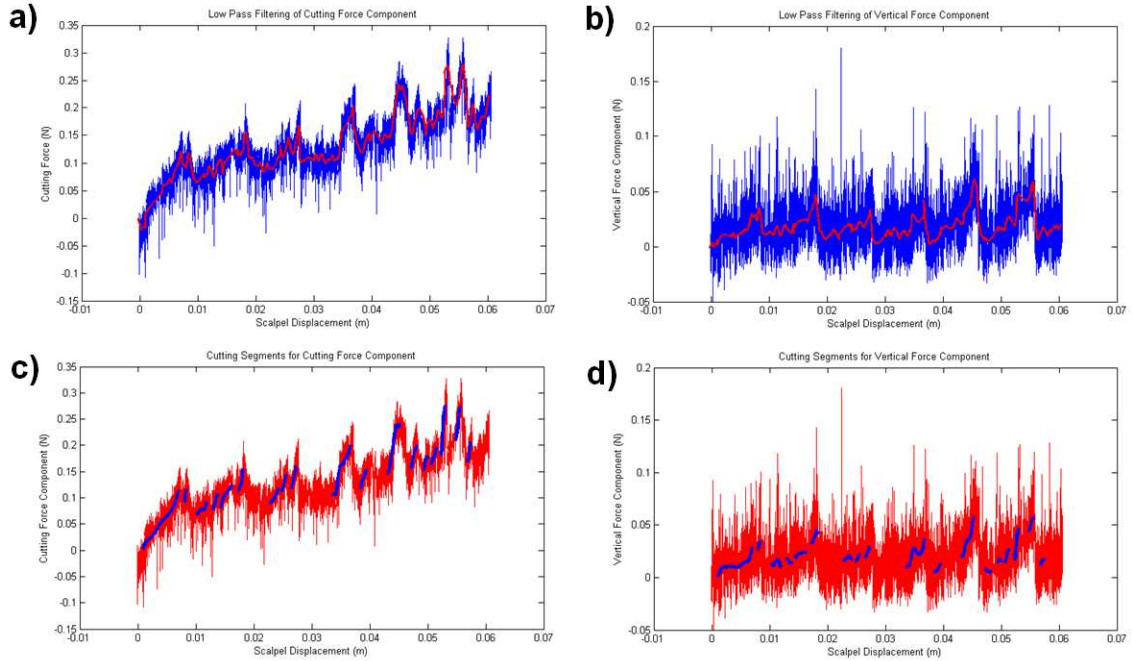 a)
Low Pass Filtering of Cutting Force Component
0.35
0.3
0.25
0.2
0.15
0.1
0.05
0
-0.05
0.1
-0.15
-0.01 0 0.01 0.02 0.03 0.04 0.05 0.06 0.07
Cutting Force (N)
Scalpel Displacement (m)
b)
Low Pass Filtering of Vertical Force Component
0.2
0.15
0.1
0.05
0
-0.05
-0.01 0 0.01 0.02 0.03 0.04 0.05 0.06 0.07
Vertical Force Component (N)
Scalpel Displacement (m)
c)
Cutting Segments for Cutting Force Component
0.35
0.3
0.25
0.2
0.15
0.1
0.05
0
-0.05
0.1
-0.15
-0.01 0 0.01 0.02 0.03 0.04 0.05 0.06 0.07
Cutting Force Component (N)
Scalpel Displacement (m)
d)
Cutting Segments for Vertical Force Component
0.2
0.15
0.1
0.05
0
-0.05
-0.01 0 0.01 0.02 0.03 0.04 0.05 0.06 0.07
Vertical Force Component (N)
Scalpel Displacement (m)